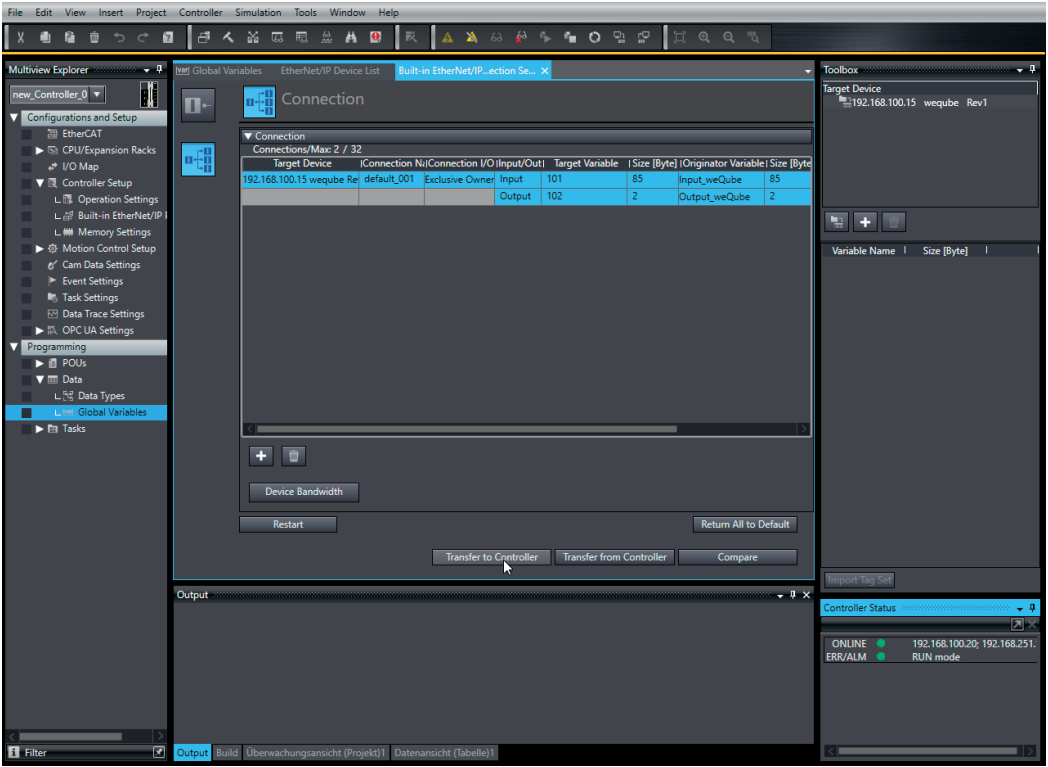 File Edit View Insert Project Controller Simulation Tools Window Help
Multiview Explorer
new_Controller_0
Configurations and Setup
EtherCAT
CPU/Expansion Racks
I/O Map
Controller Setup
Operation Settings
Built-in EtherNet/IP
Memory Settings
Motion Control Setup
Cam Data Settings
Event Settings
Task Settings
Data Trace Settings
OPC UA Settings
Programming
POUs
Data
Data Types
Global Variables
Tasks
Filter
Global Variables EtherNet/IP Device List Built-in EtherNet/IP...ection Se... X
Connection
Connection
Connections/Max: 2 / 32
Target Device Connection Na Connection I/O Input/Out Target Variable Size [Byte] Originator Variable Size [Byte
192.168.100.15 weqube Re default_001 Exclusive Owner Input 101 85 Input_weQube 85
Output 102 2 Output_weQube 2
Device Bandwidth
Restart Return All to Default
Transfer to Controller Transfer from Controller Compare
Output
Output Build Überwachungsansicht (Projekt)1 Datenansicht (Tabelle)1
Toolbox
Target Device
192.168.100.15 weqube Rev1
Variable Name Size [Byte]
Import Tag Set
Controller Status
ONLINE 192.168.100.20; 192.168.251.
ERR/ALM RUN mode